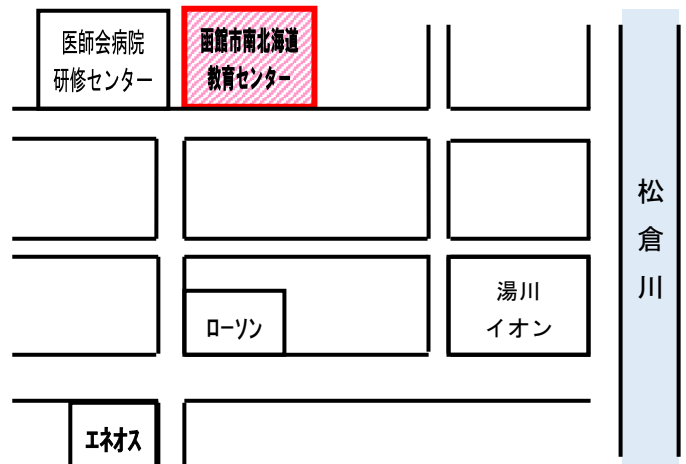 医師会病院
研修センター
函館市南北海道
教育センター
松倉川
湯川
イオン
ローソン
エネオス